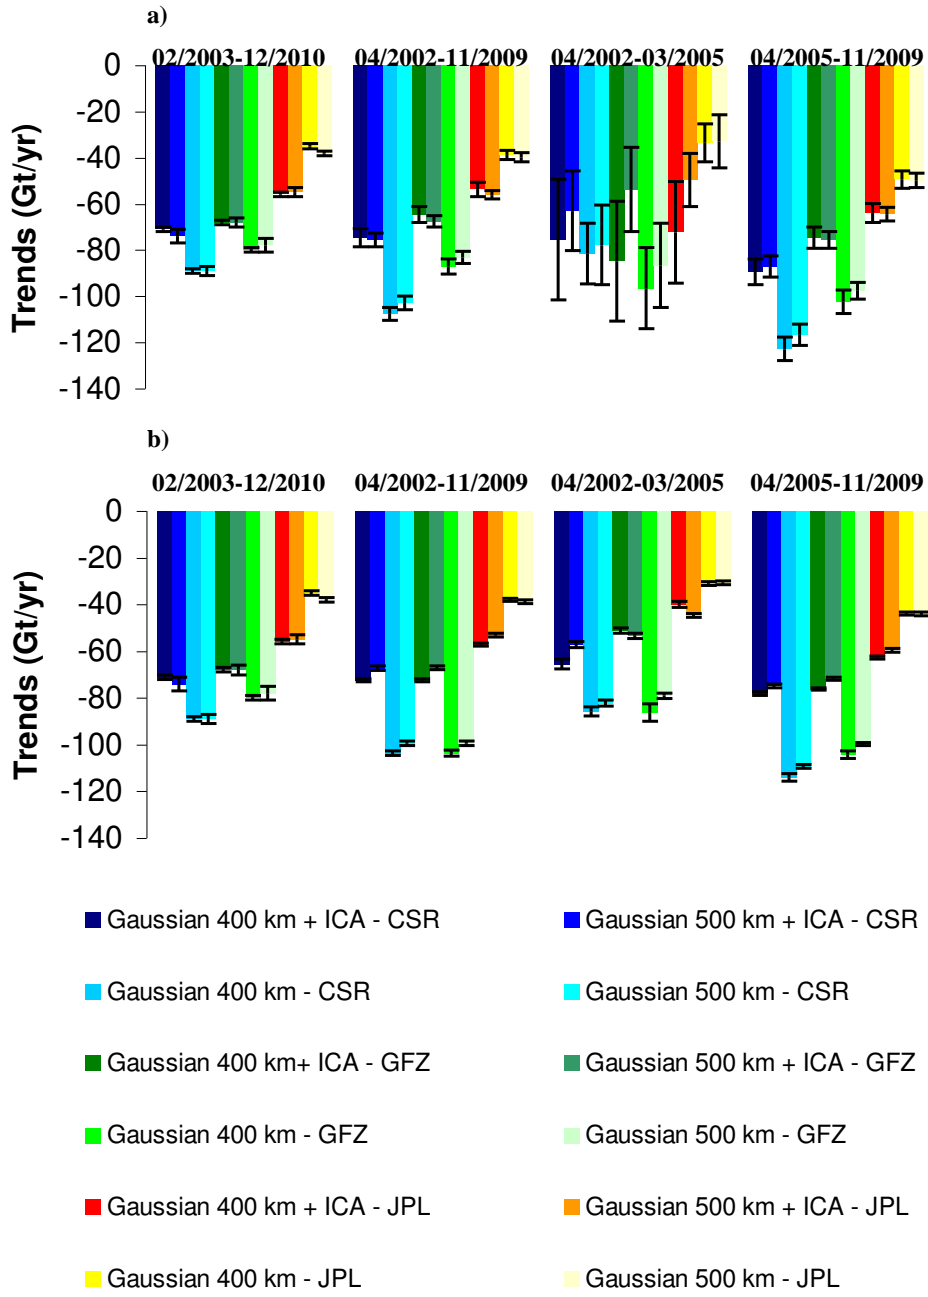 a)
02/2003-12/2010 04/2002-11/2009 04/2002-03/2005 04/2005-11/2009
0
-20
-40
-60
-80
-100
-120
-140
Trends (Gt/yr)
b)
02/2003-12/2010 04/2002-11/2009 04/2002-03/2005 04/2005-11/2009
0
-20
-40
-60
-80
-100
-120
-140
Trends (Gt/yr)
Gaussian 400 km + ICA - CSR Gaussian 500 km + ICA - CSR
Gaussian 400 km - CSR Gaussian 500 km - CSR
Gaussian 400 km+ ICA - GFZ Gaussian 500 km + ICA - GFZ
Gaussian 400 km - GFZ Gaussian 500 km - GFZ
Gaussian 400 km + ICA - JPL Gaussian 500 km + ICA - JPL
Gaussian 400 km - JPL Gaussian 500 km - JPL